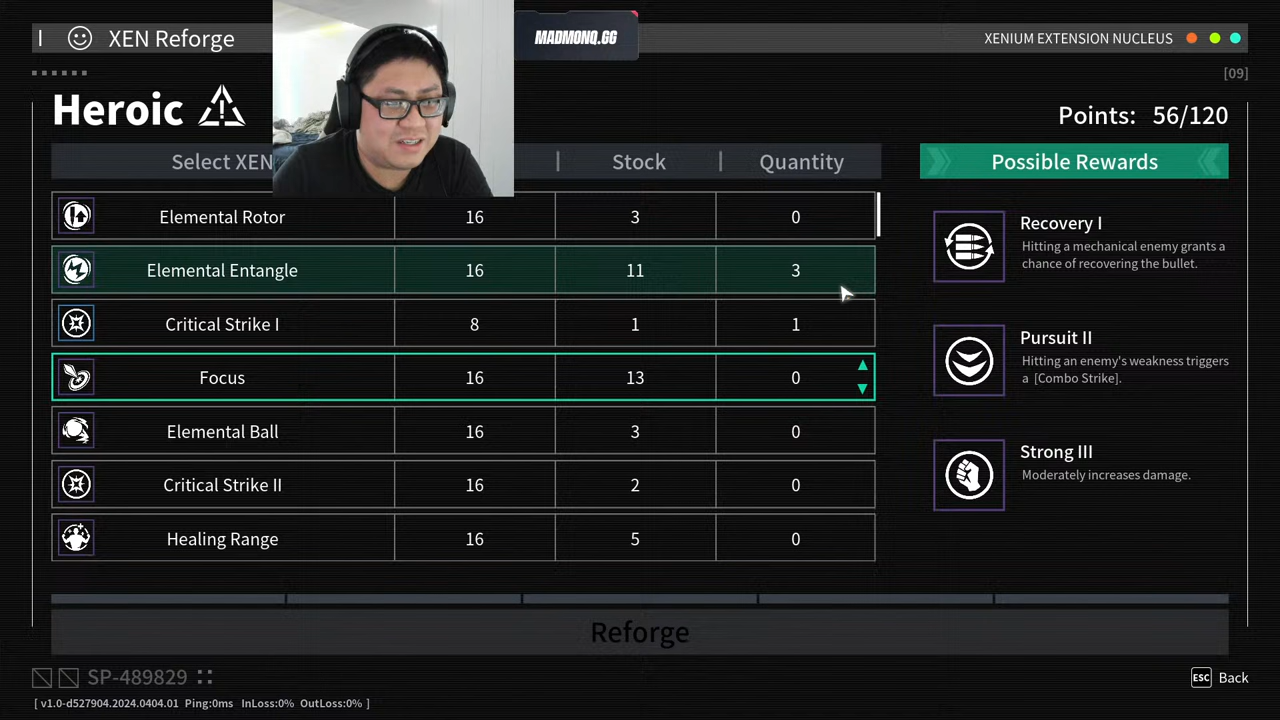 XEN Reforge
MADMONQ.GG
XENIUM EXTENSION NUCLEUS
[09]
Heroic
Points: 56/120
Select XEN
Stock
Quantity
Possible Rewards
Elemental Rotor 16 3 0
Elemental Entangle 16 11 3
Critical Strike I 8 1 1
Focus 16 13 0
Elemental Ball 16 3 0
Critical Strike II 16 2 0
Healing Range 16 5 0
Recovery I
Hitting a mechanical enemy grants a
chance of recovering the bullet.
Pursuit II
Hitting an enemy's weakness triggers
a [Combo Strike].
Strong III
Moderately increases damage.
Reforge
SP-489829
ESC Back
[ v1.0-d527904.2024.0404.01 Ping:0ms InLoss:0% OutLoss:0% ]